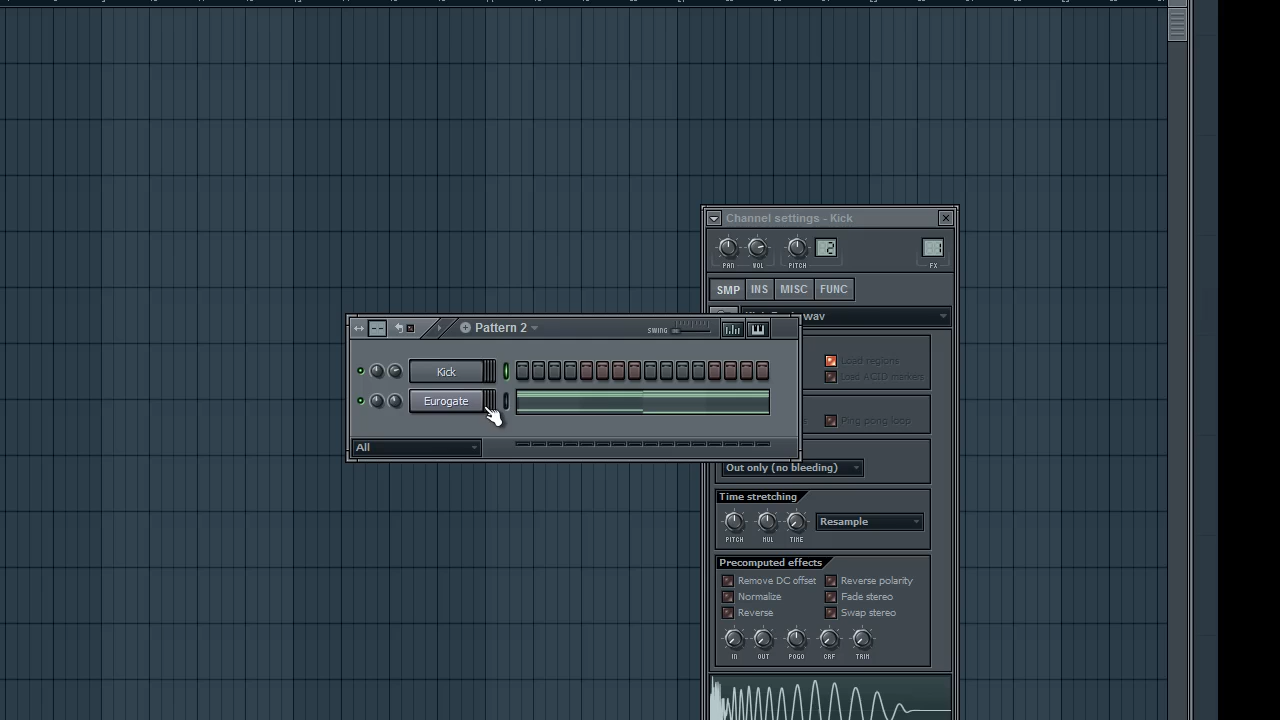 Channel settings - Kick
PAN VOL PITCH FX
SMP INS MISC FUNC
Pattern 2
SWING
Load regions
Kick
Load ACID markers
Eurogate
Ping pong loop
All
Out only (no bleeding)
Time stretching
PITCH MUL TIME
Resample
Precomputed effects
Remove DC offset Reverse polarity
Normalize Fade stereo
Reverse Swap stereo
IN OUT POGO CRF TRIM